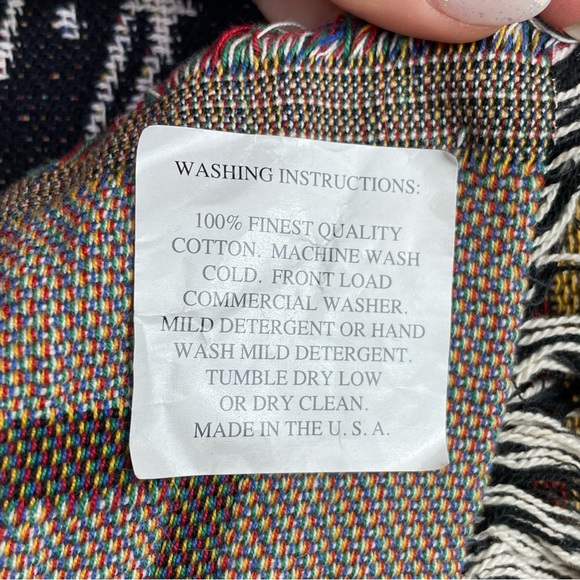 WASHING INSTRUCTIONS:
100% FINEST QUALITY
COTTON. MACHINE WASH
COLD. FRONT LOAD
COMMERCIAL WASHER.
MILD DETERGENT OR HAND
WASH MILD DETERGENT.
TUMBLE DRY LOW
OR DRY CLEAN.
MADE IN THE U. S. A.